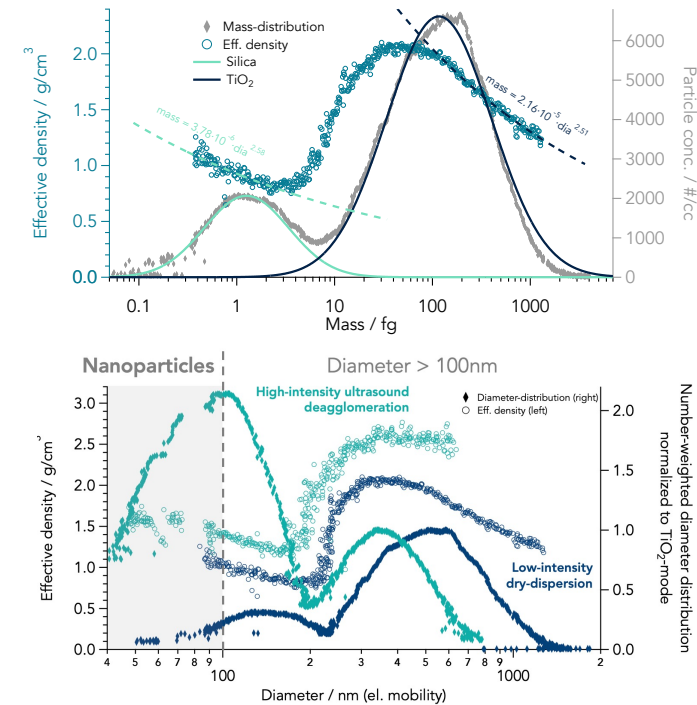 Mass-distribution
Eff. density
Silica
TiO2
mass = 3.78·10^-6·dia^2.58
mass = 2.16·10^-5·dia^2.51
Effective density / g/cm3
2.0
1.5
1.0
0.5
0.0
Particle conc. / #/cc
6000
5000
4000
3000
2000
1000
0
0.1 1 10 100 1000
Mass / fg
Nanoparticles
Diameter > 100nm
High-intensity ultrasound
deagglomeration
Diameter-distribution (right)
Eff. density (left)
Low-intensity
dry-dispersion
Effective density / g/cm
3.0
2.5
2.0
1.5
1.0
0.5
0.0
Number-weighted diameter distribution
normalized to TiO2-mode
2.0
1.5
1.0
0.5
0.0
4 5 6 7 8 9 100 2 3 4 5 6 7 8 9 1000 2
Diameter / nm (el. mobility)